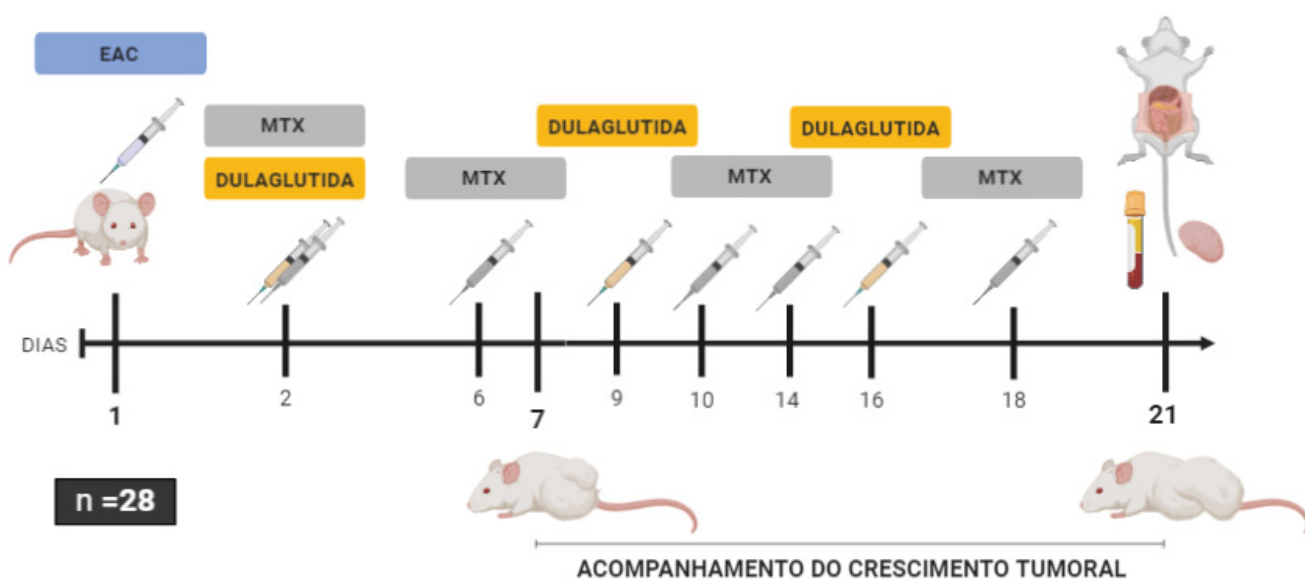 EAC
MTX
DULAGLUTIDA
MTX
DULAGLUTIDA
MTX
DULAGLUTIDA
MTX
DIAS
1
2
6
7
9
10
14
16
18
21
n =28
ACOMPANHAMENTO DO CRESCIMENTO TUMORAL